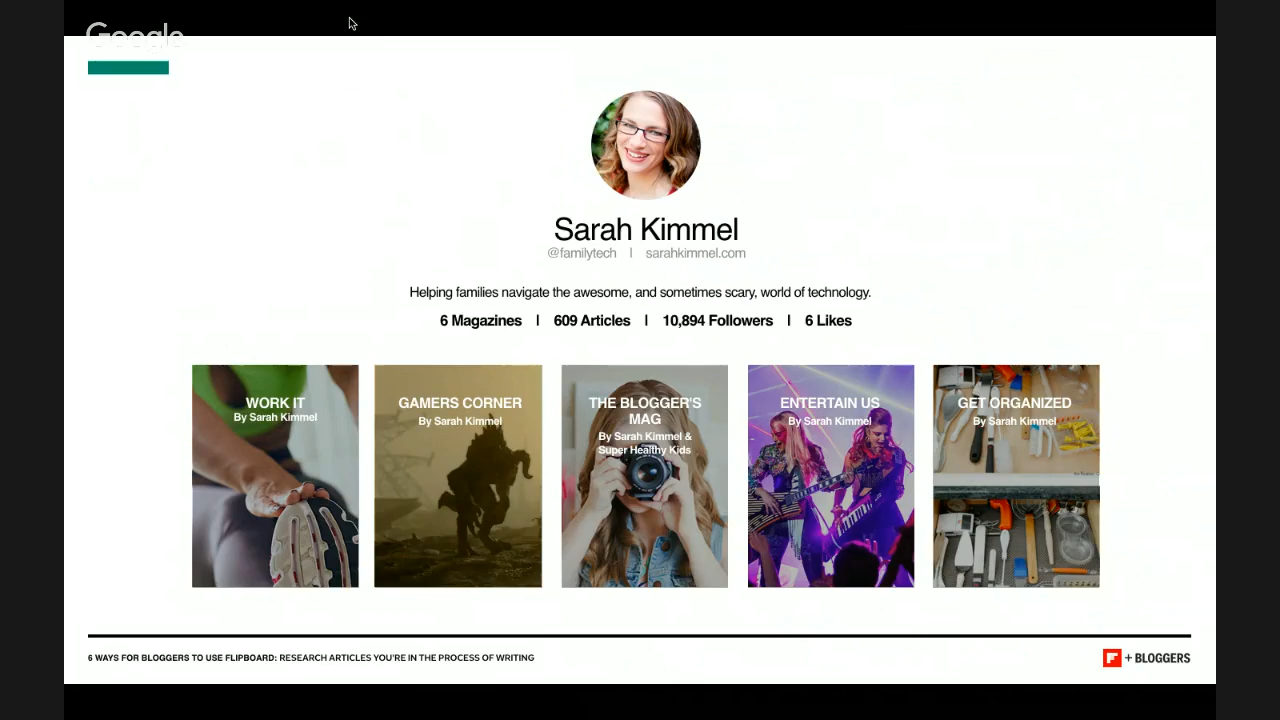 Google
Sarah Kimmel
@familytech | sarahkimmel.com
Helping families navigate the awesome, and sometimes scary, world of technology.
6 Magazines | 609 Articles | 10,894 Followers | 6 Likes
WORK IT
By Sarah Kimmel
GAMERS CORNER
By Sarah Kimmel
THE BLOGGER'S
MAG
By Sarah Kimmel &
Super Healthy Kids
ENTERTAIN US
By Sarah Kimmel
GET ORGANIZED
By Sarah Kimmel
6 WAYS FOR BLOGGERS TO USE FLIPBOARD: RESEARCH ARTICLES YOU'RE IN THE PROCESS OF WRITING
+ BLOGGERS